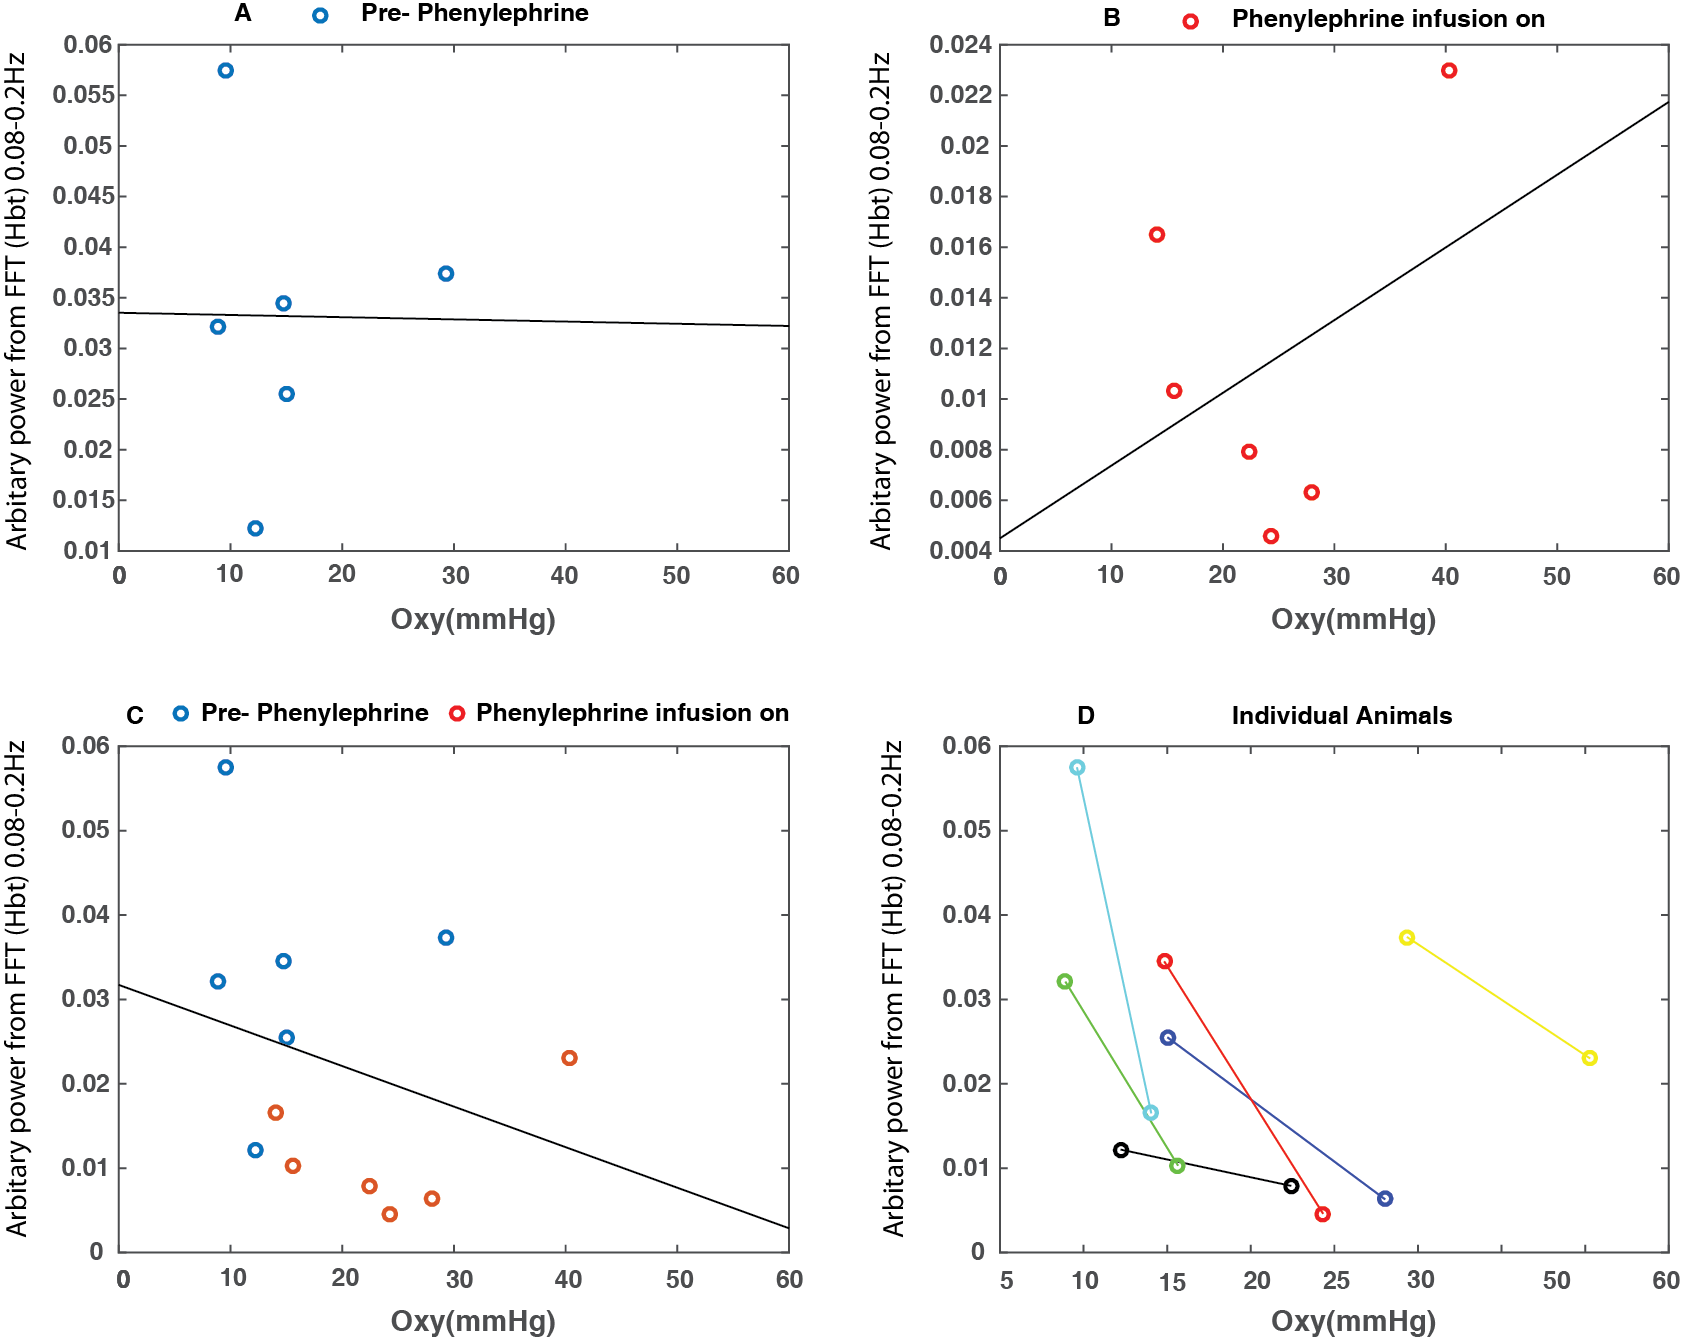 A Pre- Phenylephrine
Arbitary power from FFT (Hbt) 0.08-0.2Hz
0.06
0.055
0.05
0.045
0.04
0.035
0.03
0.025
0.02
0.015
0.01
0 10 20 30 40 50 60
Oxy(mmHg)
B Phenylephrine infusion on
Arbitary power from FFT (Hbt) 0.08-0.2Hz
0.024
0.022
0.02
0.018
0.016
0.014
0.012
0.01
0.008
0.006
0.004
0 10 20 30 40 50 60
Oxy(mmHg)
C Pre- Phenylephrine Phenylephrine infusion on
Arbitary power from FFT (Hbt) 0.08-0.2Hz
0.06
0.05
0.04
0.03
0.02
0.01
0
0 10 20 30 40 50 60
Oxy(mmHg)
D Individual Animals
Arbitary power from FFT (Hbt) 0.08-0.2Hz
0.06
0.05
0.04
0.03
0.02
0.01
0
5 10 15 20 25 30 50 60
Oxy(mmHg)